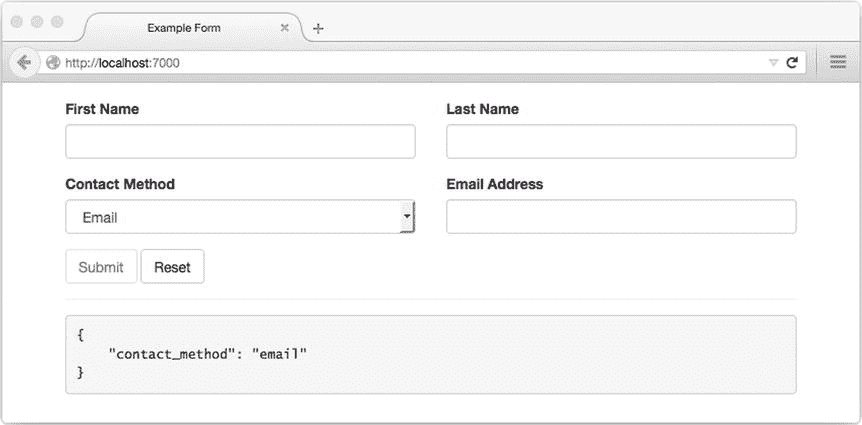 Example Form
http://localhost:7000
First Name Last Name
Contact Method Email Address
Email
Submit Reset
{
"contact_method": "email"
}